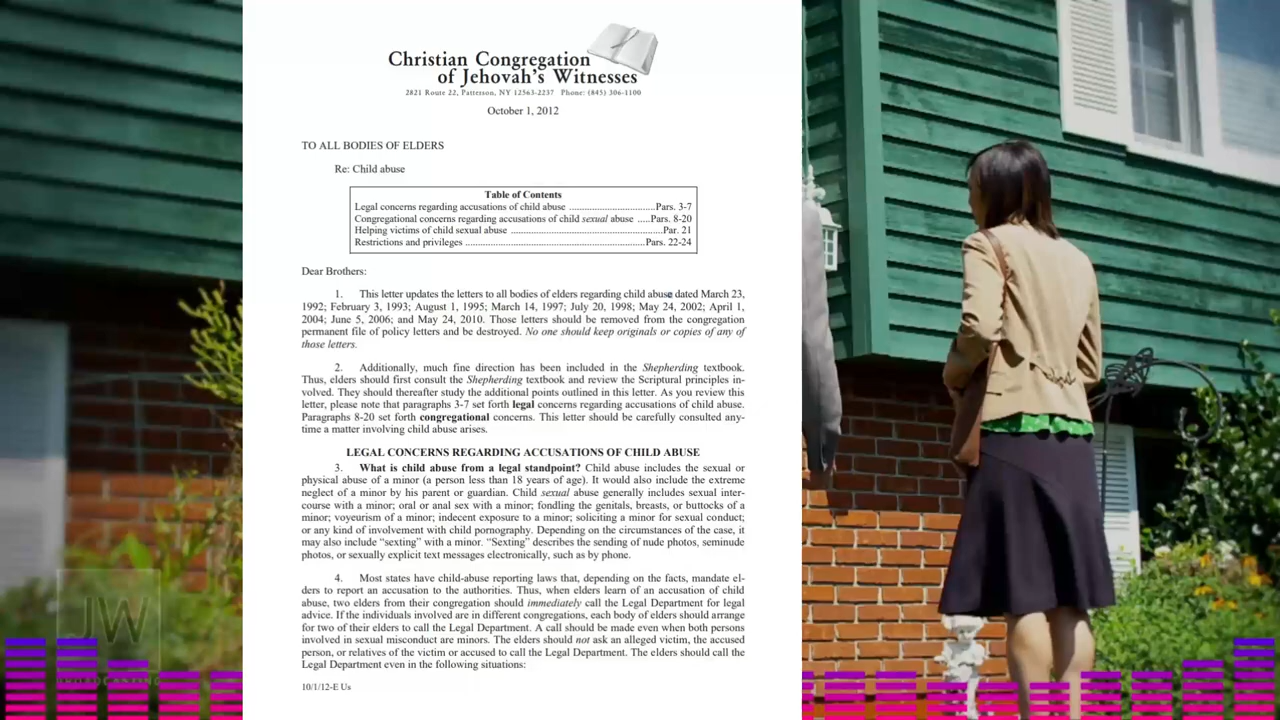 Christian Congregation
of Jehovah's Witnesses
2821 Route 22, Patterson, NY 12563-2237 Phone: (845) 306-1100
October 1, 2012
TO ALL BODIES OF ELDERS
Re: Child abuse
Table of Contents
Legal concerns regarding accusations of child abuse ..................................Pars. 3-7
Congregational concerns regarding accusations of child sexual abuse .....Pars. 8-20
Helping victims of child sexual abuse ............................................................Par. 21
Restrictions and privileges .......................................................................Pars. 22-24
Dear Brothers:
1. This letter updates the letters to all bodies of elders regarding child abuse dated March 23,
1992; February 3, 1993; August 1, 1995; March 14, 1997; July 20, 1998; May 24, 2002; April 1,
2004; June 5, 2006; and May 24, 2010. Those letters should be removed from the congregation
permanent file of policy letters and be destroyed. No one should keep originals or copies of any of
those letters.
2. Additionally, much fine direction has been included in the Shepherding textbook.
Thus, elders should first consult the Shepherding textbook and review the Scriptural principles in-
volved. They should thereafter study the additional points outlined in this letter. As you review this
letter, please note that paragraphs 3-7 set forth legal concerns regarding accusations of child abuse.
Paragraphs 8-20 set forth congregational concerns. This letter should be carefully consulted any-
time a matter involving child abuse arises.
LEGAL CONCERNS REGARDING ACCUSATIONS OF CHILD ABUSE
3. What is child abuse from a legal standpoint? Child abuse includes the sexual or
physical abuse of a minor (a person less than 18 years of age). It would also include the extreme
neglect of a minor by his parent or guardian. Child sexual abuse generally includes sexual inter-
course with a minor; oral or anal sex with a minor; fondling the genitals, breasts, or buttocks of a
minor; voyeurism of a minor; indecent exposure to a minor; soliciting a minor for sexual conduct;
or any kind of involvement with child pornography. Depending on the circumstances of the case, it
may also include “sexting” with a minor. “Sexting” describes the sending of nude photos, seminude
photos, or sexually explicit text messages electronically, such as by phone.
4. Most states have child-abuse reporting laws that, depending on the facts, mandate el-
ders to report an accusation to the authorities. Thus, when elders learn of an accusation of child
abuse, two elders from their congregation should immediately call the Legal Department for legal
advice. If the individuals involved are in different congregations, each body of elders should arrange
for two of their elders to call the Legal Department. A call should be made even when both persons
involved in sexual misconduct are minors. The elders should not ask an alleged victim, the accused
person, or relatives of the victim or accused to call the Legal Department. The elders should call the
Legal Department even in the following situations:
10/1/12-E Us
JW
BROADCASTING